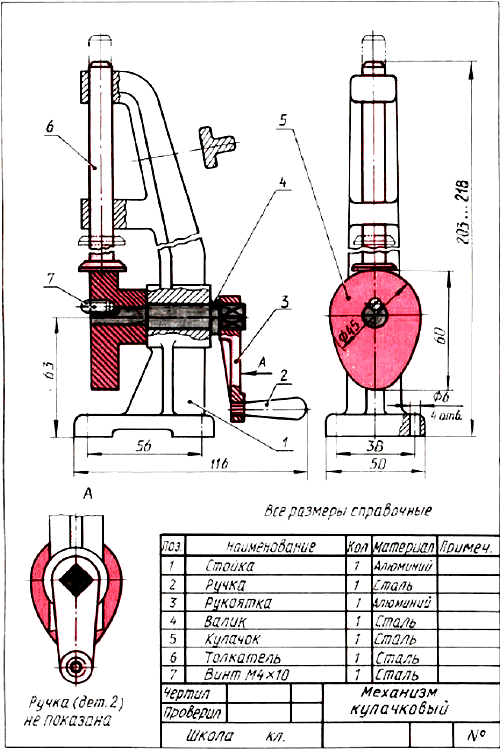 6
5
4
7
3
A
2
1
63
56
116
203...218
Ø45
60
Ø6
4 отв.
38
50
А
Все размеры справочные
Поз. Наименование Кол Материал Примеч.
1 Стойка 1 Алюминий
2 Ручка 1 Сталь
3 Рукоятка 1 Алюминий
4 Валик 1 Сталь
5 Кулачок 1 Сталь
6 Толкатель 1 Сталь
7 Винт М4×10 1 Сталь
Ручка (дет. 2)
не показана
Чертил
Проверил
Механизм
кулачковый
Школа кл.
N°